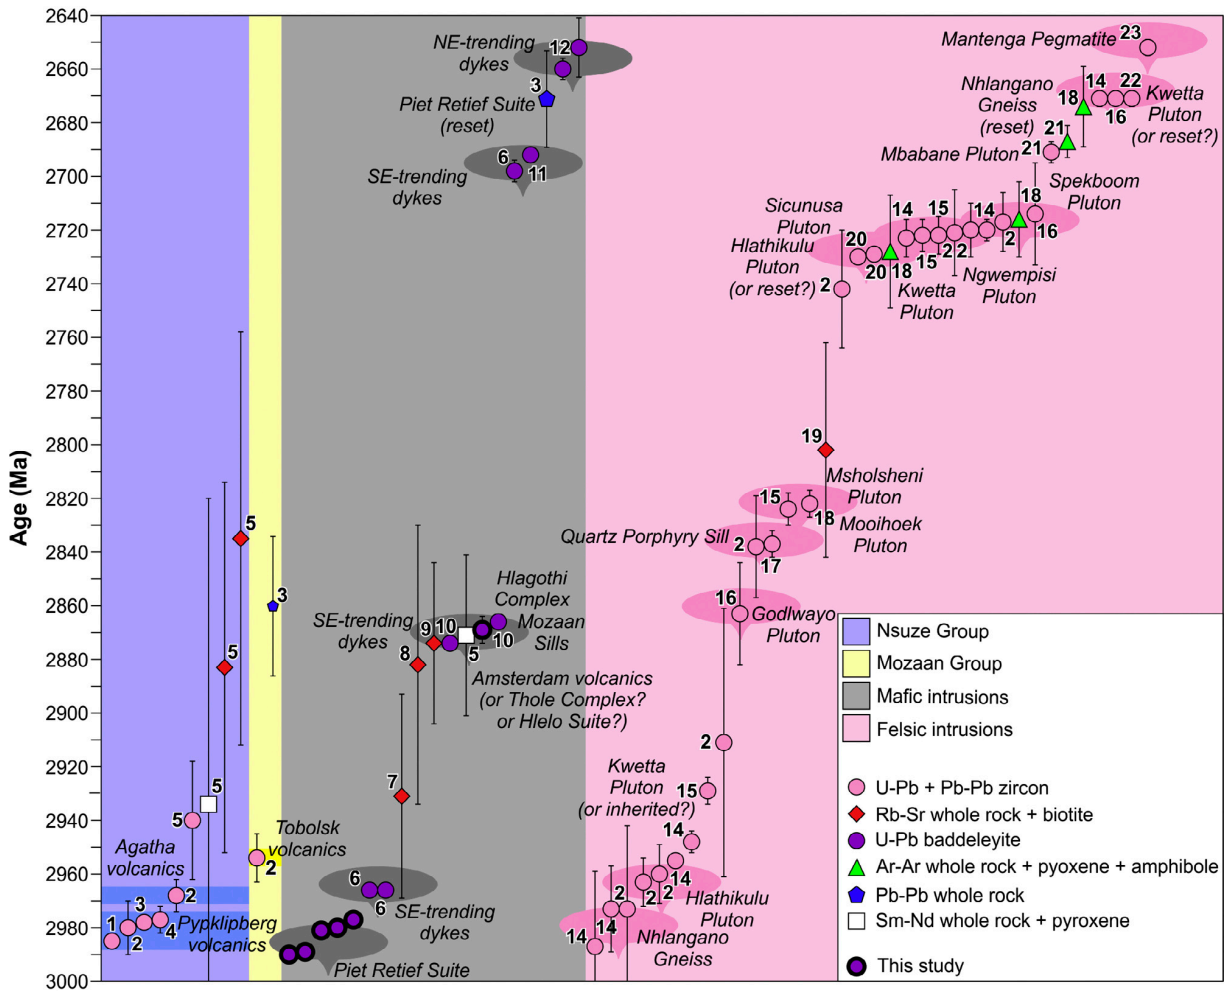 2640
2660
2680
2700
2720
2740
2760
2780
2800
2820
2840
2860
2880
2900
2920
2940
2960
2980
3000
Age (Ma)
Agatha
volcanics
Pypklipberg
volcanics
1
2
3
4
2
5
5
5
5
Tobolsk
volcanics
2
3
NE-trending
dykes
12
Piet Retief Suite
(reset)
3
SE-trending
dykes
6
11
SE-trending
dykes
8
9
10
5
10
Hlagothi
Complex
Mozaan
Sills
Amsterdam volcanics
(or Thole Complex?
or Hlelo Suite?)
7
6
6
SE-trending
dykes
Piet Retief Suite
Mantenga Pegmatite
23
Nhlangano
Gneiss
(reset)
18
14
22
16
Kwetta
Pluton
(or reset?)
21
21
Mbabane Pluton
Spekboom
Pluton
Sicunusa
Pluton
Hlathikulu
Pluton
(or reset?)
2
20
20
18
14
15
15
2
2
14
2
18
16
Kwetta
Pluton
Ngwempisi
Pluton
19
Msholsheni
Pluton
15
18
Mooihoek
Pluton
Quartz Porphyry Sill
2
17
16
Godlwayo
Pluton
2
Kwetta
Pluton
(or inherited?)
15
14
14
2
2
2
14
14
Hlathikulu
Pluton
Nhlangano
Gneiss
Nsuze Group
Mozaan Group
Mafic intrusions
Felsic intrusions
U-Pb + Pb-Pb zircon
Rb-Sr whole rock + biotite
U-Pb baddeleyite
Ar-Ar whole rock + pyroxene + amphibole
Pb-Pb whole rock
Sm-Nd whole rock + pyroxene
This study